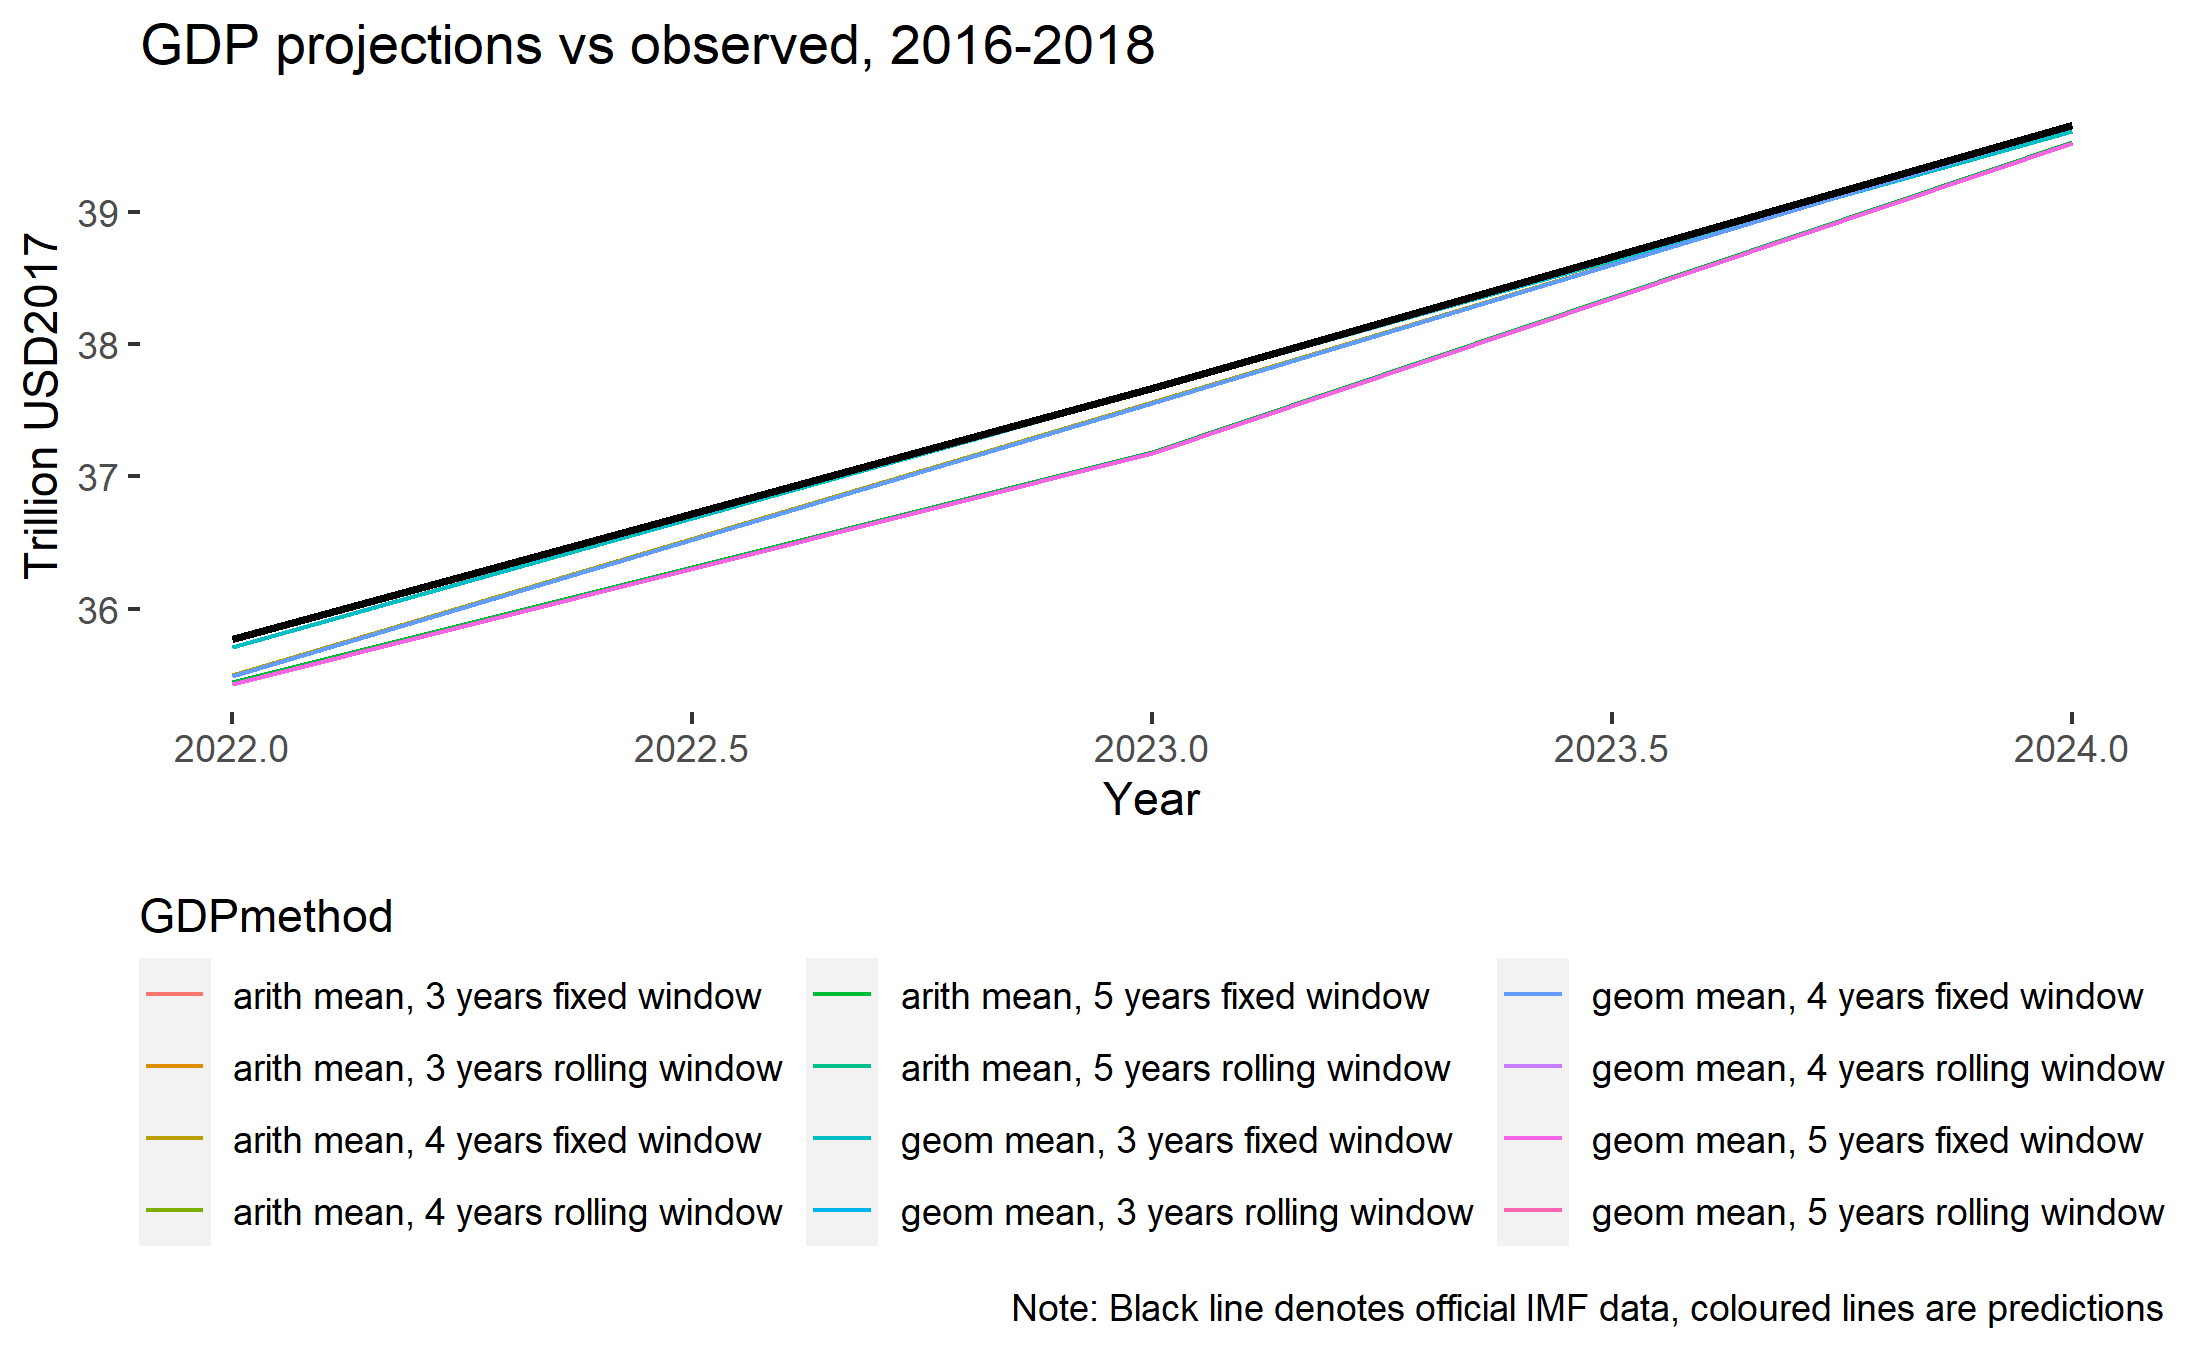 GDP projections vs observed, 2016-2018
Trillion USD2017
39
38
37
36
2022.0
2022.5
2023.0
2023.5
2024.0
Year
GDPmethod
arith mean, 3 years fixed window
arith mean, 3 years rolling window
arith mean, 4 years fixed window
arith mean, 4 years rolling window
arith mean, 5 years fixed window
arith mean, 5 years rolling window
geom mean, 3 years fixed window
geom mean, 3 years rolling window
geom mean, 4 years fixed window
geom mean, 4 years rolling window
geom mean, 5 years fixed window
geom mean, 5 years rolling window
Note: Black line denotes official IMF data, coloured lines are predictions